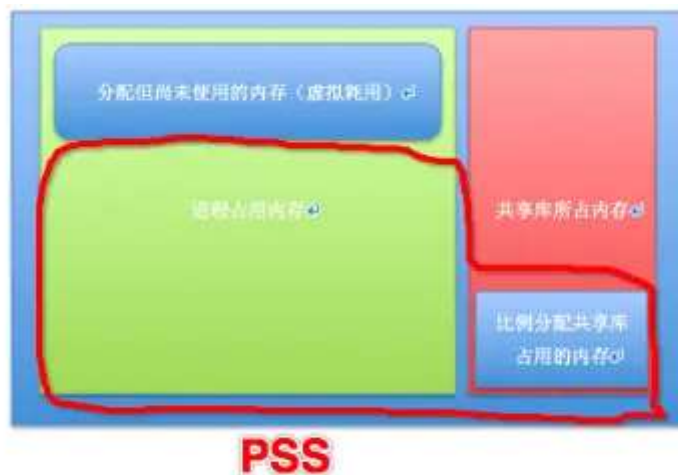 分配但尚未使用的内存（虚拟耗用）
进程占用内存
共享库所占内存
比例分配共享库
占用的内存
PSS